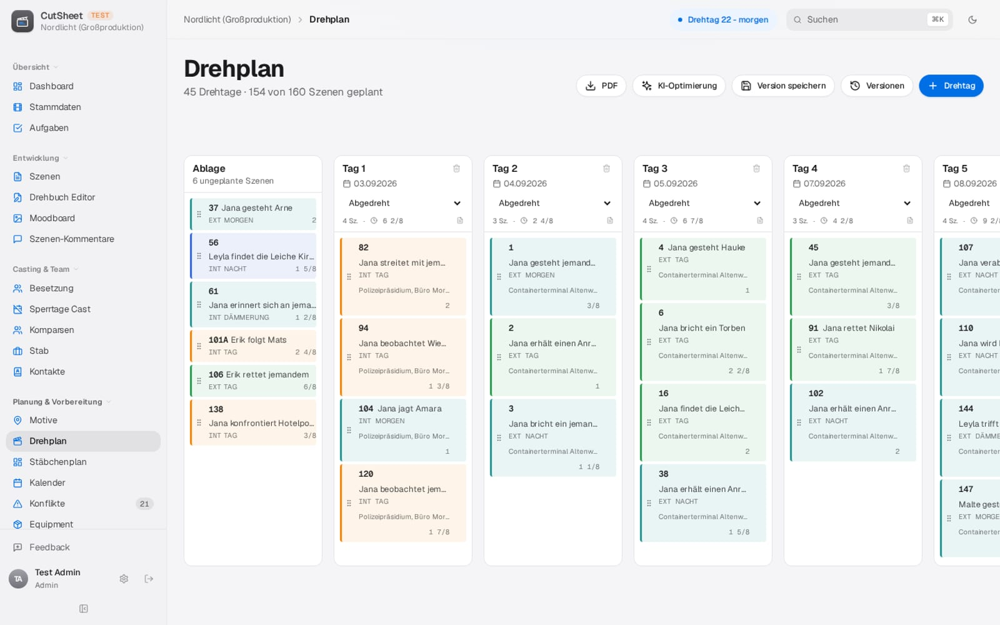 CutSheet TEST
Nordlicht (Großproduktion)
Übersicht
Dashboard
Stammdaten
Aufgaben
Entwicklung
Szenen
Drehbuch Editor
Moodboard
Szenen-Kommentare
Casting & Team
Besetzung
Sperrtage Cast
Komparsen
Stab
Kontakte
Planung & Vorbereitung
Motive
Drehplan
Stäbchenplan
Kalender
Konflikte 21
Equipment
Feedback
TA
Test Admin
Admin
Nordlicht (Großproduktion) Drehplan
Drehtag 22 - morgen
Suchen ⌘K
Drehplan
45 Drehtage · 154 von 160 Szenen geplant
PDF
KI-Optimierung
Version speichern
Versionen
Drehtag
Ablage
6 ungeplante Szenen
37 Jana gesteht Arne
EXT MORGEN 2
56
Leyla findet die Leiche Kir...
INT NACHT 1 5/8
61
Jana erinnert sich an jema...
INT DÄMMERUNG 1 2/8
101A Erik folgt Mats
INT TAG 2 4/8
106 Erik rettet jemandem
EXT TAG 6/8
138
Jana konfrontiert Hotelpo...
INT TAG 3/8
Tag 1
03.09.2026
Abgedreht
4 Sz. - 6 2/8
82
Jana streitet mit jem...
INT TAG
Polizeipräsidium, Büro Mor...
2
94
Jana beobachtet Wie...
INT TAG
Polizeipräsidium, Büro Mor...
1 3/8
104 Jana jagt Amara
INT MORGEN
Polizeipräsidium, Büro Mor...
1
120
Jana beobachtet jem...
INT TAG
Polizeipräsidium, Büro Mor...
1 7/8
Tag 2
04.09.2026
Abgedreht
3 Sz. - 2 4/8
1
Jana gesteht jemand...
EXT MORGEN
Containerterminal Altenw...
3/8
2
Jana erhält einen Anr...
EXT TAG
Containerterminal Altenw...
1
3
Jana bricht ein jeman...
EXT NACHT
Containerterminal Altenw...
1 1/8
Tag 3
05.09.2026
Abgedreht
4 Sz. - 6 7/8
4 Jana gesteht Hauke
EXT TAG
Containerterminal Altenw...
1
6
Jana bricht ein Torben
EXT TAG
Containerterminal Altenw...
2 2/8
16
Jana findet die Leich...
EXT TAG
Containerterminal Altenw...
2
38
Jana erhält einen Anr...
EXT NACHT
Containerterminal Altenw...
1 5/8
Tag 4
07.09.2026
Abgedreht
3 Sz. - 4 2/8
45
Jana gesteht jemand...
EXT TAG
Containerterminal Altenw...
3/8
91 Jana rettet Nikolai
EXT TAG
Containerterminal Altenw...
1 7/8
102
Jana erhält einen Anr...
EXT NACHT
Containerterminal Altenw...
2
Tag 5
08.09.2026
Abgedreht
4 Sz. - 9 2/8
107
Jana verab
EXT NACHT
Containerter
110
Jana wird
EXT NACHT
Containerter
144
Leyla trifft
EXT DÄMME
Containerter
147
Malte gest
EXT MORGE
Containerter